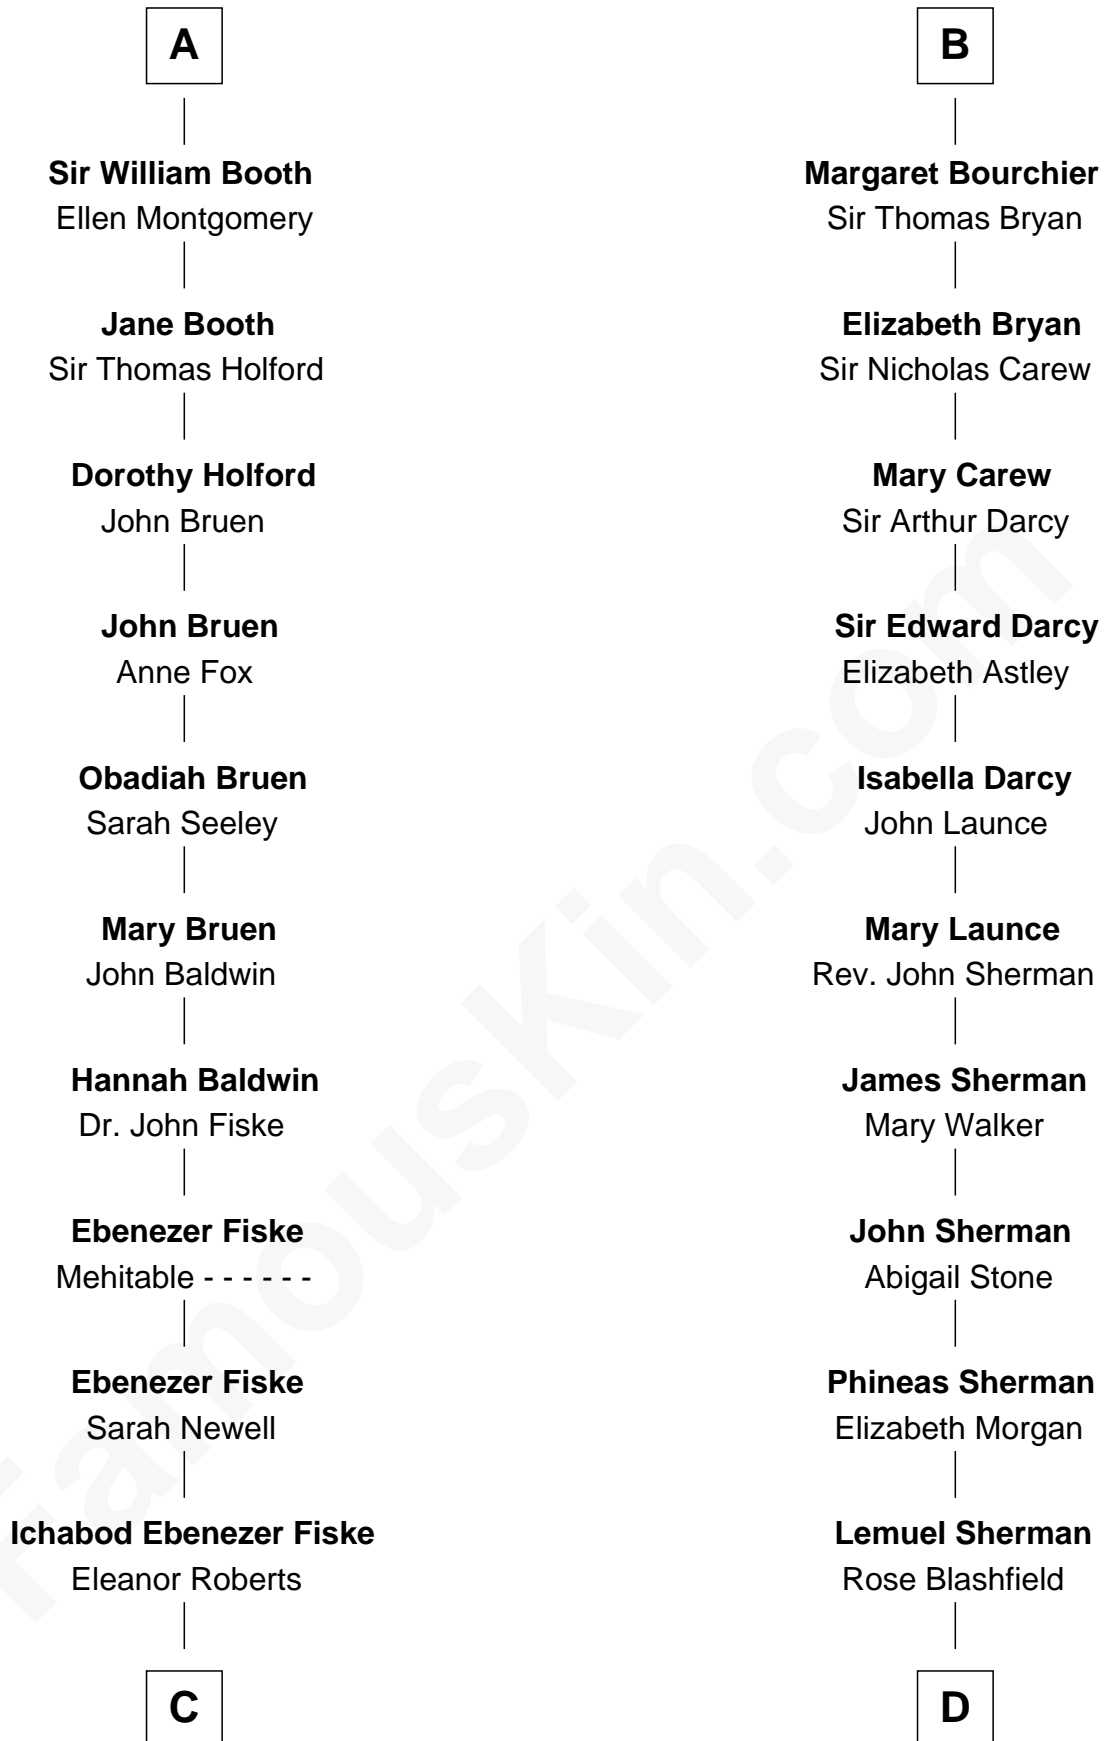 A
Sir William Booth
Ellen Montgomery
Jane Booth
Sir Thomas Holford
Dorothy Holford
John Bruen
John Bruen
Anne Fox
Obadiah Bruen
Sarah Seeley
Mary Bruen
John Baldwin
Hannah Baldwin
Dr. John Fiske
Ebenezer Fiske
Mehitable - - - - - -
Ebenezer Fiske
Sarah Newell
Ichabod Ebenezer Fiske
Eleanor Roberts
C
B
Margaret Bourchier
Sir Thomas Bryan
Elizabeth Bryan
Sir Nicholas Carew
Mary Carew
Sir Arthur Darcy
Sir Edward Darcy
Elizabeth Astley
Isabella Darcy
John Launce
Mary Launce
Rev. John Sherman
James Sherman
Mary Walker
John Sherman
Abigail Stone
Phineas Sherman
Elizabeth Morgan
Lemuel Sherman
Rose Blashfield
D
FamousKin.com